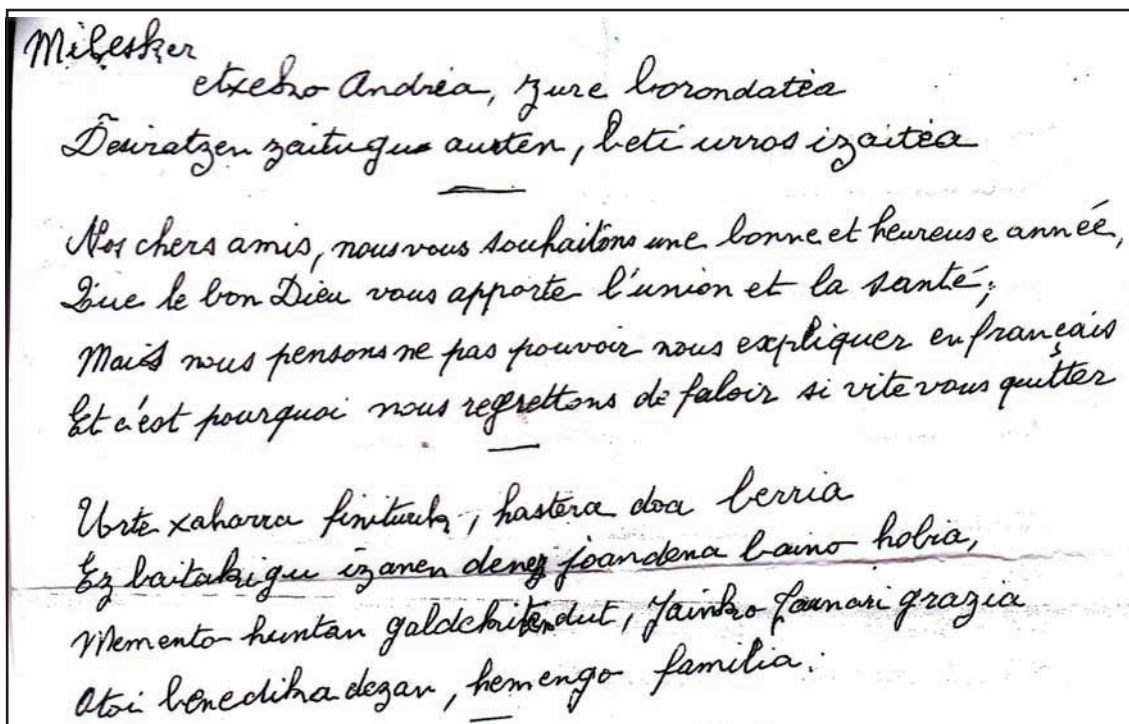 Milesker
etxeko Andrea, zure borondatea
Desiratzen zaitugu aurten, beti urros izaitea
Nos chers amis, nous vous souhaitons une bonne et heureuse année,
Que le bon Dieu vous apporte l'union et la santé;
Mais nous pensons ne pas pouvoir nous expliquer en français
Et c'est pourquoi nous regrettons de faloir si vite vous quitter
Urte xaharra finiturik, hastera doa berria
Ez baitakigu izanen denez joandena baino hobia,
Memento huntan galdekiten dut, Jainko Jaunari grazia
Otoi benedika dezan, hemengo familia.